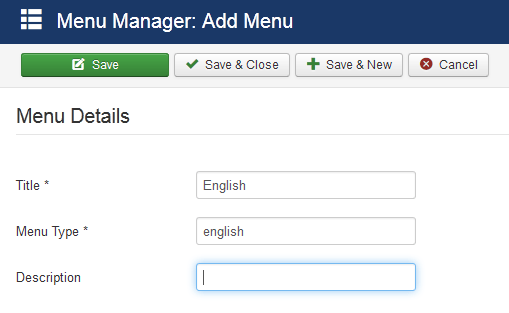 Menu Manager: Add Menu
Save Save & Close Save & New Cancel
Menu Details
Title * English
Menu Type * english
Description